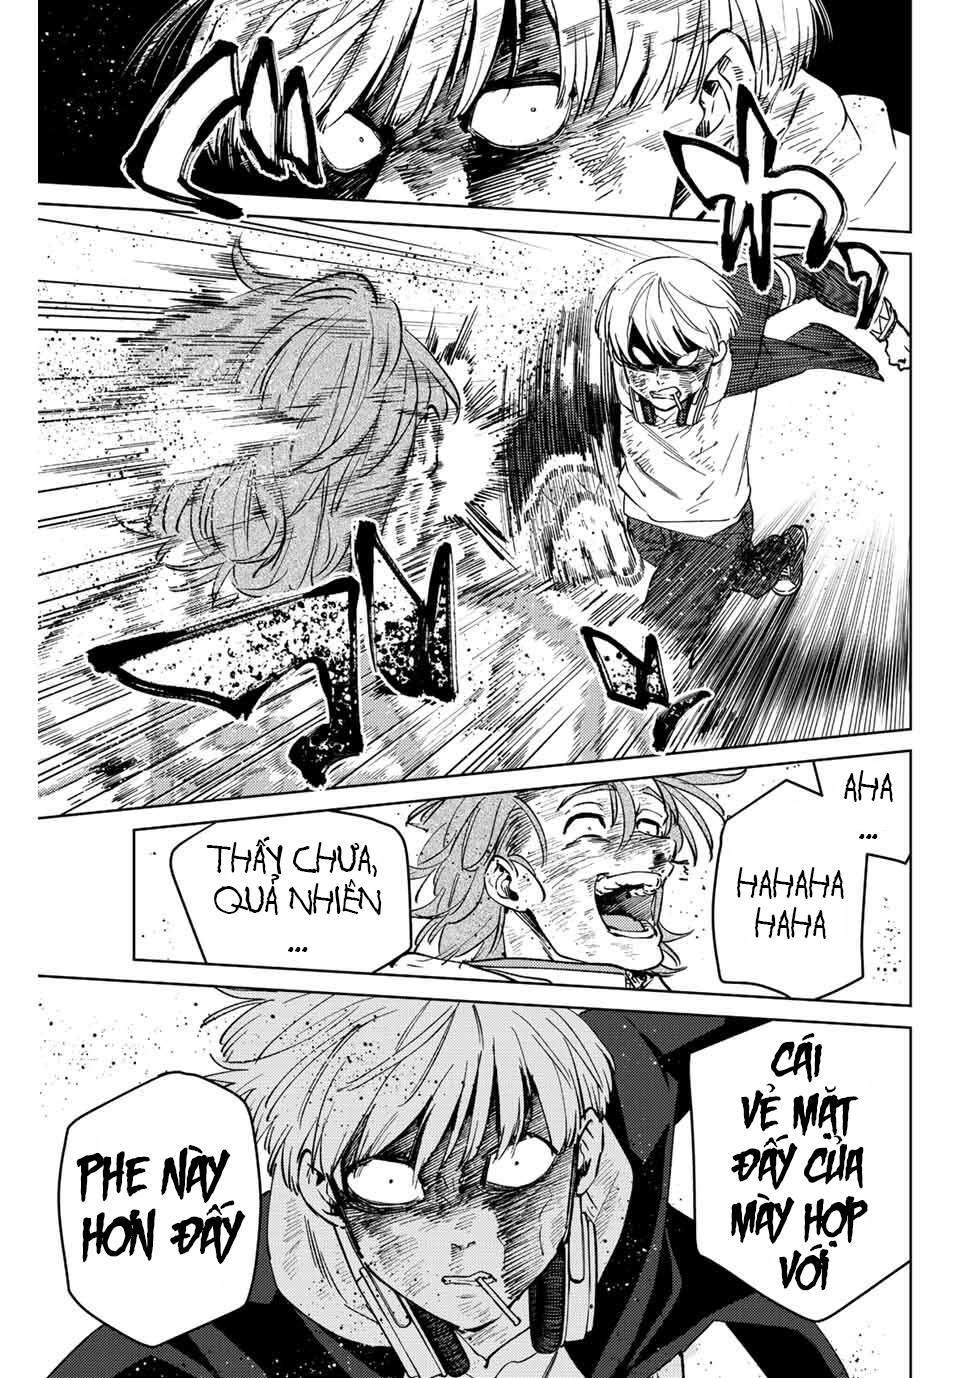 AHA
...
HAHAHA
HAHA
THẤY CHƯA,
QUẢ NHIÊN
...
CÁI
VẺ MẶT
ĐẤY CỦA
MÀY HỢP
VỚI
PHE NÀY
HƠN ĐẤY